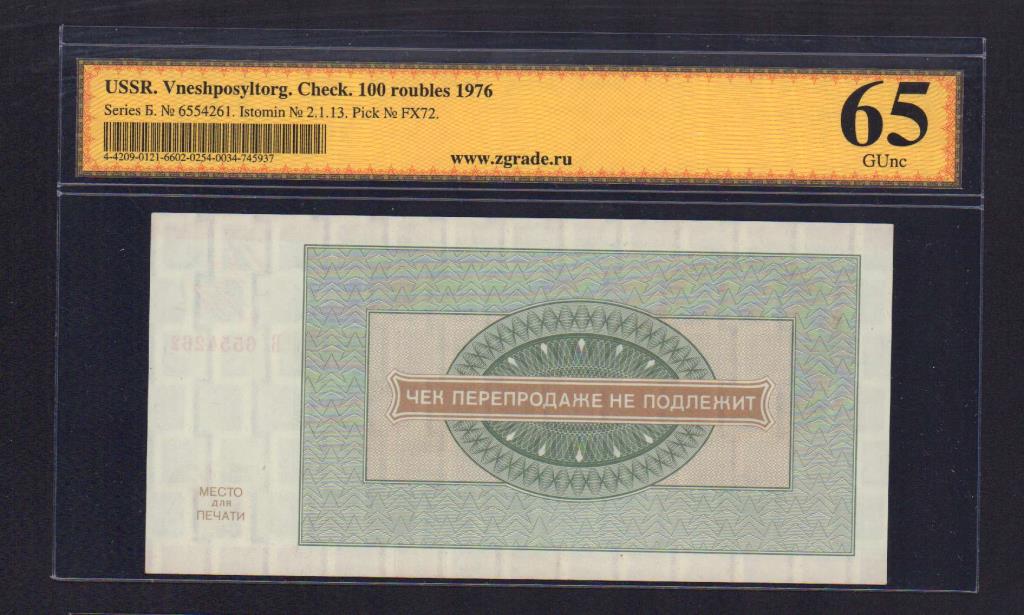 USSR. Vneshposyltorg. Check. 100 roubles 1976
Series Б. № 6554261. Istomin № 2.1.13. Pick № FX72.
4-4209-0121-6602-0254-0034-745937
www.zgrade.ru
65
GUnc
6554262
ЧЕК ПЕРЕПРОДАЖЕ НЕ ПОДЛЕЖИТ
МЕСТО
для
ПЕЧАТИ